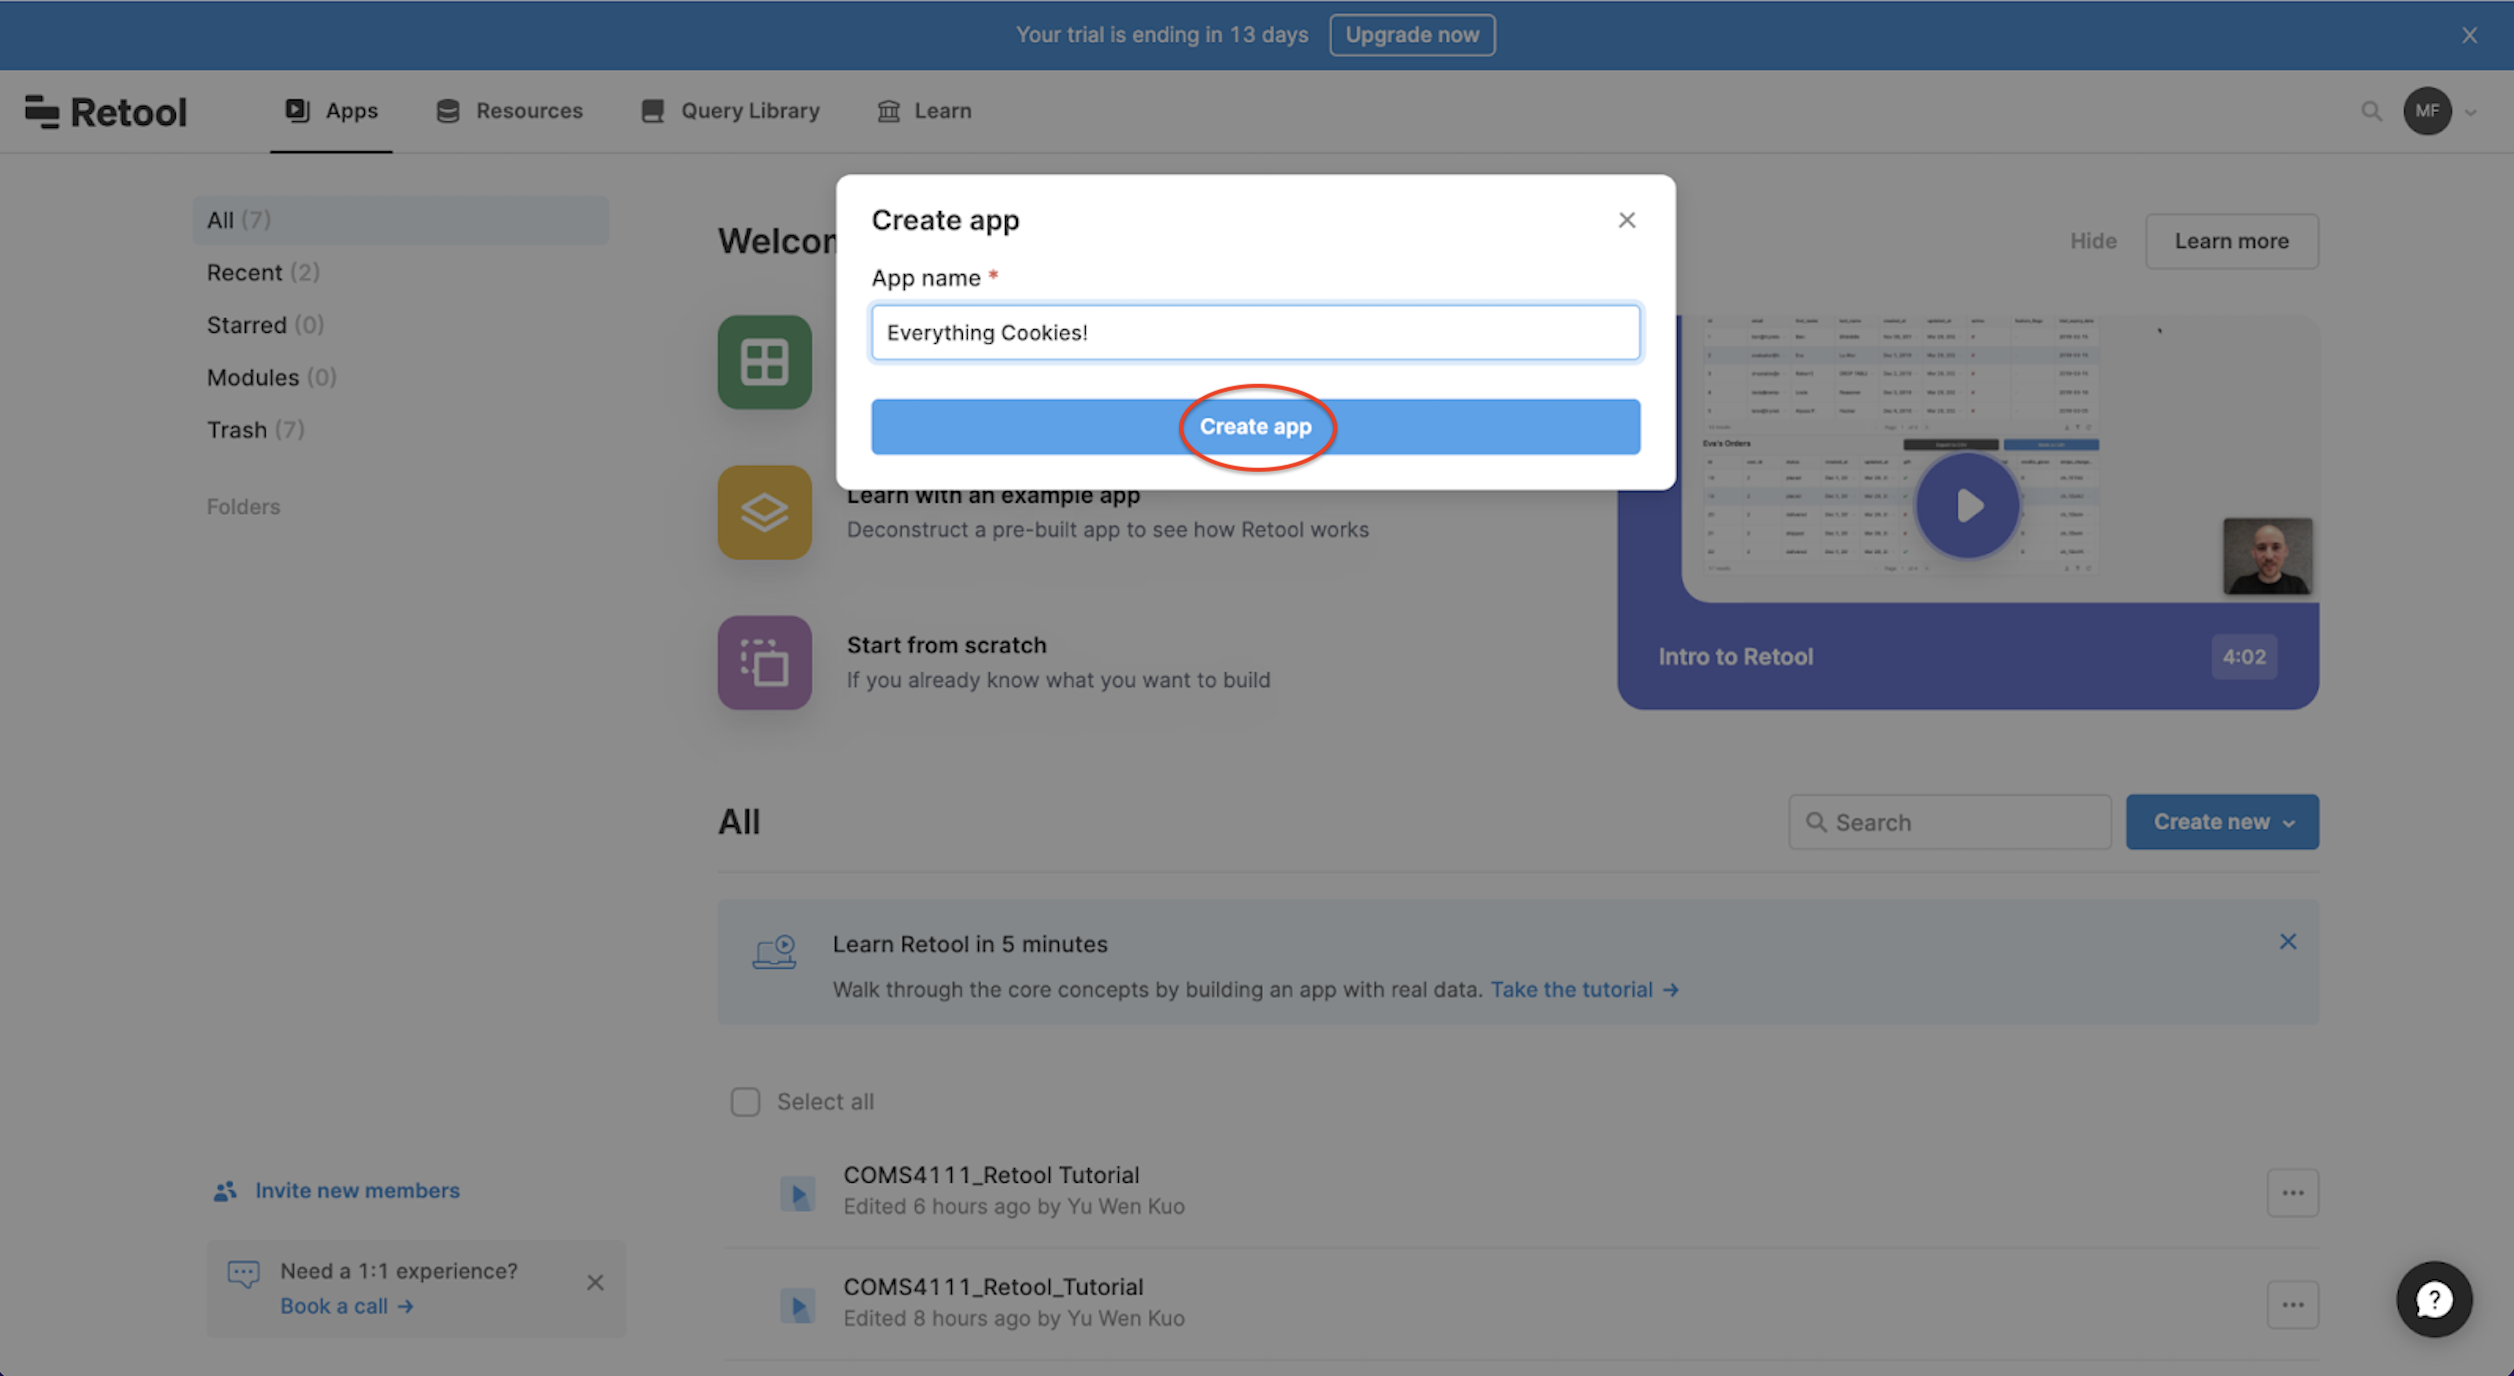 Your trial is ending in 13 days Upgrade now
Retool Apps Resources Query Library Learn MF
Create app
App name *
Everything Cookies!
Create app
All (7)
Recent (2)
Starred (0)
Modules (0)
Trash (7)
Folders
Invite new members
Need a 1:1 experience?
Book a call →
Welcom
Hide Learn more
Learn with an example app
Deconstruct a pre-built app to see how Retool works
Start from scratch
If you already know what you want to build
Eva's Orders
Intro to Retool 4:02
All Search Create new
Learn Retool in 5 minutes
Walk through the core concepts by building an app with real data. Take the tutorial →
Select all
COMS4111_Retool Tutorial
Edited 6 hours ago by Yu Wen Kuo
COMS4111_Retool_Tutorial
Edited 8 hours ago by Yu Wen Kuo